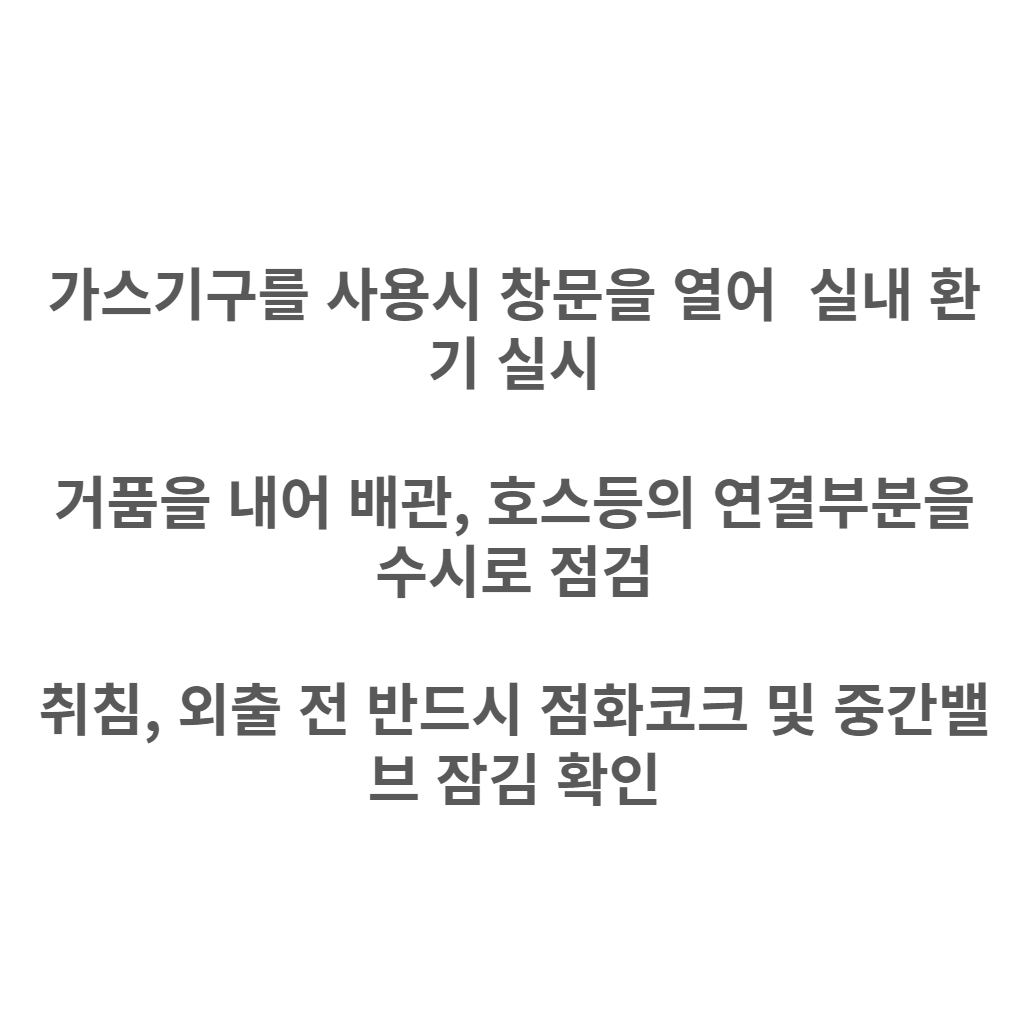 가스기구를 사용시 창문을 열어  실내 환
기 실시
거품을 내어 배관, 호스등의 연결부분을
수시로 점검
취침, 외출 전 반드시 점화코크 및 중간밸
브 잠김 확인